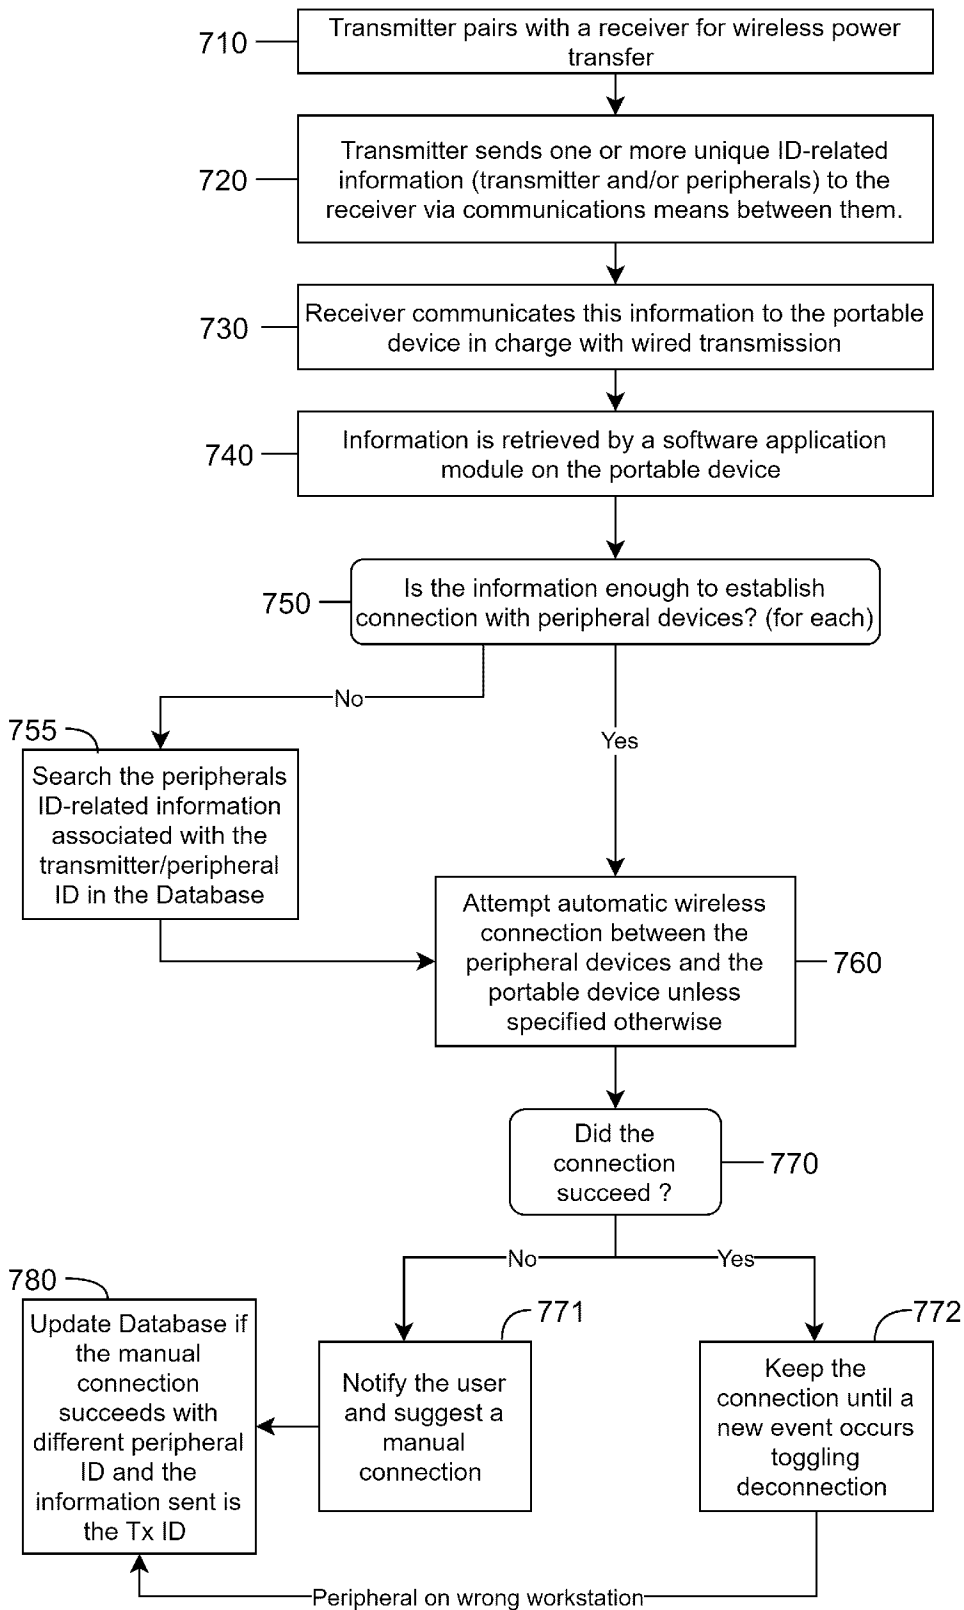 710
Transmitter pairs with a receiver for wireless power
transfer
720
Transmitter sends one or more unique ID-related
information (transmitter and/or peripherals) to the
receiver via communications means between them.
730
Receiver communicates this information to the portable
device in charge with wired transmission
740
Information is retrieved by a software application
module on the portable device
750
Is the information enough to establish
connection with peripheral devices? (for each)
No
Yes
755
Search the peripherals
ID-related information
associated with the
transmitter/peripheral
ID in the Database
Attempt automatic wireless
connection between the
peripheral devices and the
portable device unless
specified otherwise
760
Did the
connection
succeed ?
770
No
Yes
780
Update Database if
the manual
connection
succeeds with
different peripheral
ID and the
information sent is
the Tx ID
771
Notify the user
and suggest a
manual
connection
772
Keep the
connection until a
new event occurs
toggling
deconnection
Peripheral on wrong workstation